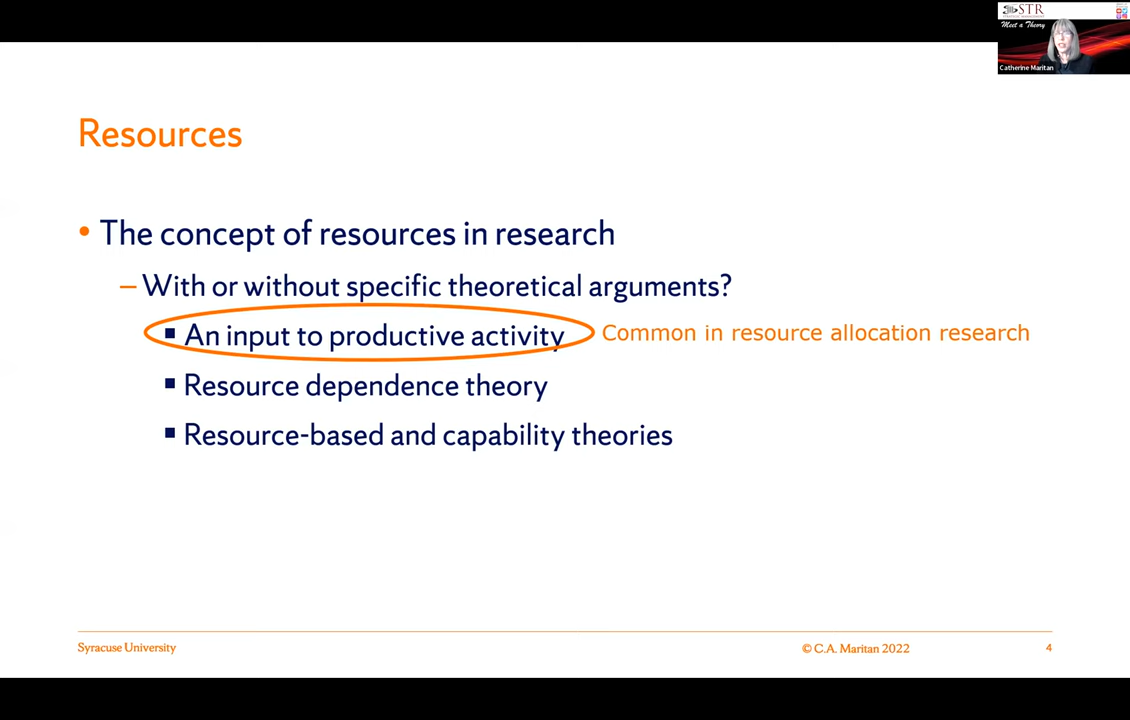 STR
Meet a Theory
Catherine Maritan
Resources
• The concept of resources in research
– With or without specific theoretical arguments?
▪ An input to productive activity
Common in resource allocation research
▪ Resource dependence theory
▪ Resource-based and capability theories
Syracuse University
© C.A. Maritan 2022
4